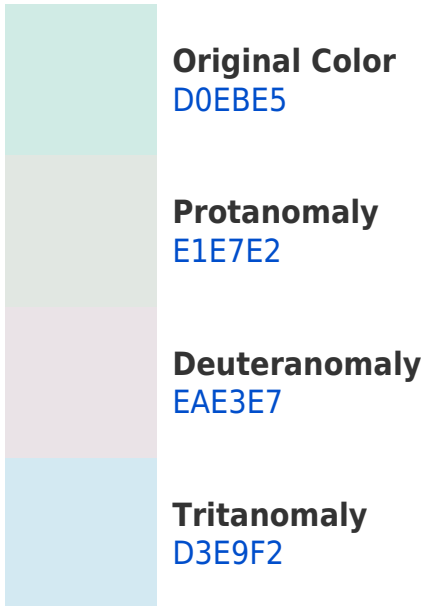 Original Color
D0EBE5
Protanomaly
E1E7E2
Deuteranomaly
EAE3E7
Tritanomaly
D3E9F2